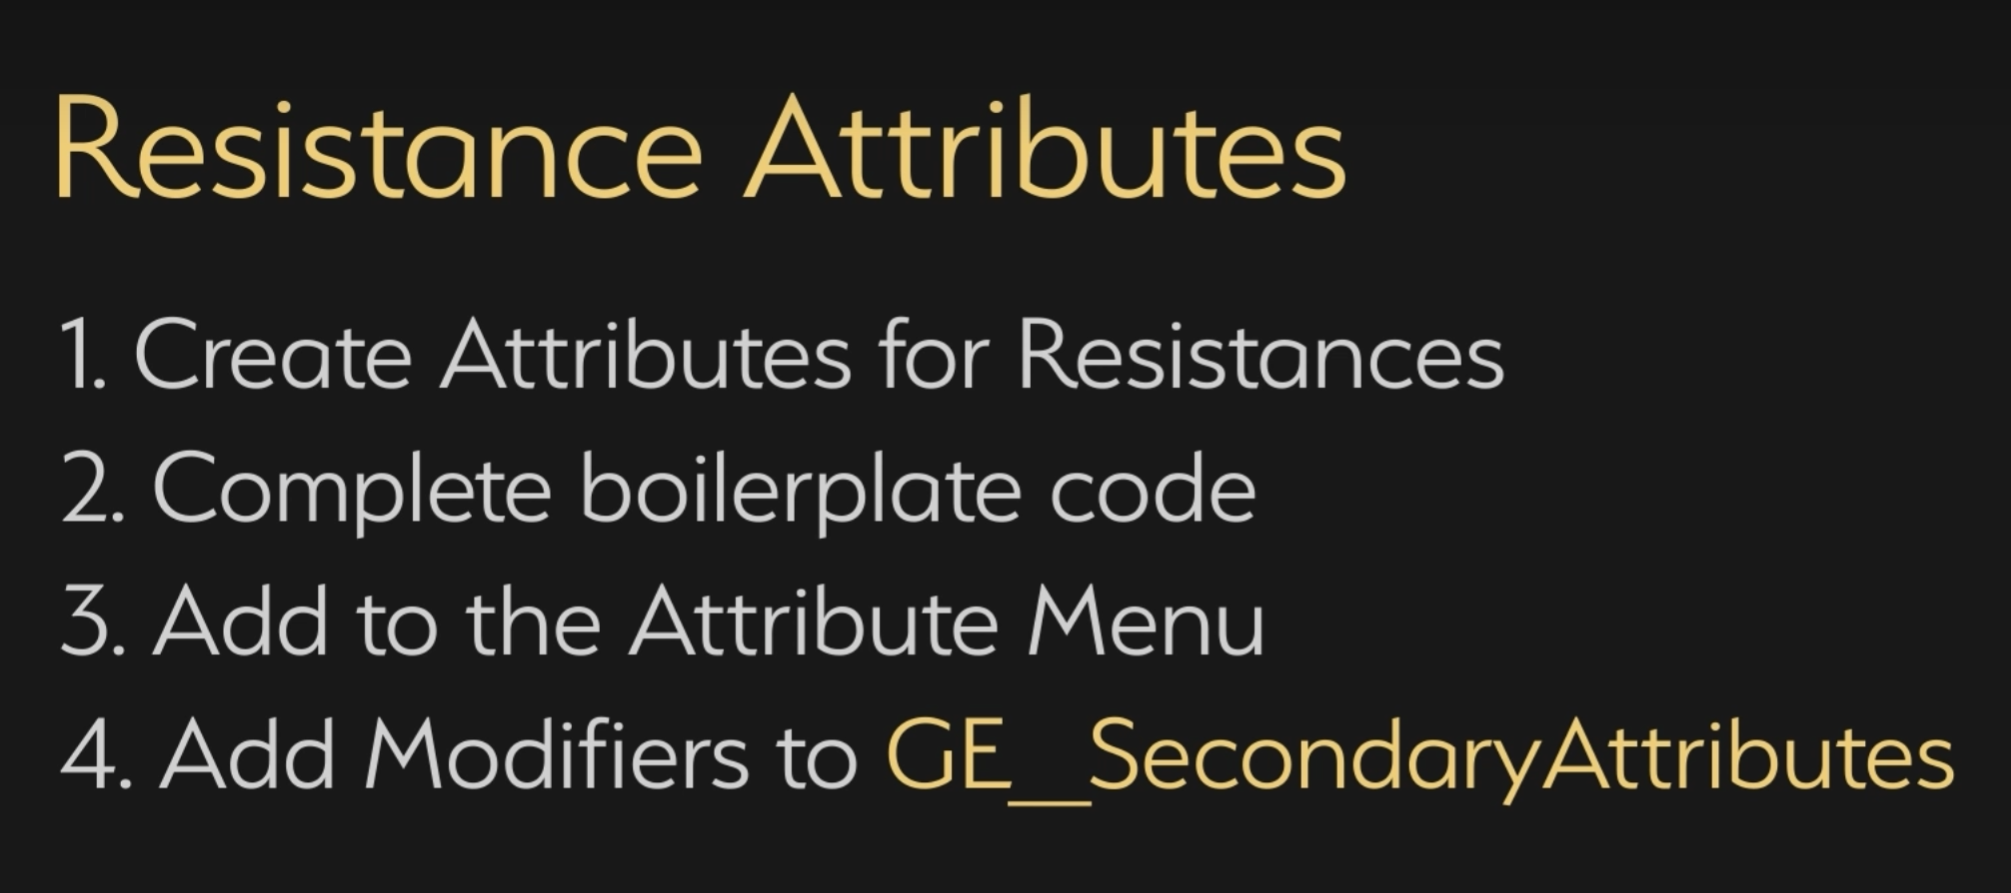 Resistance Attributes
1. Create Attributes for Resistances
2. Complete boilerplate code
3. Add to the Attribute Menu
4. Add Modifiers to GE_SecondaryAttributes